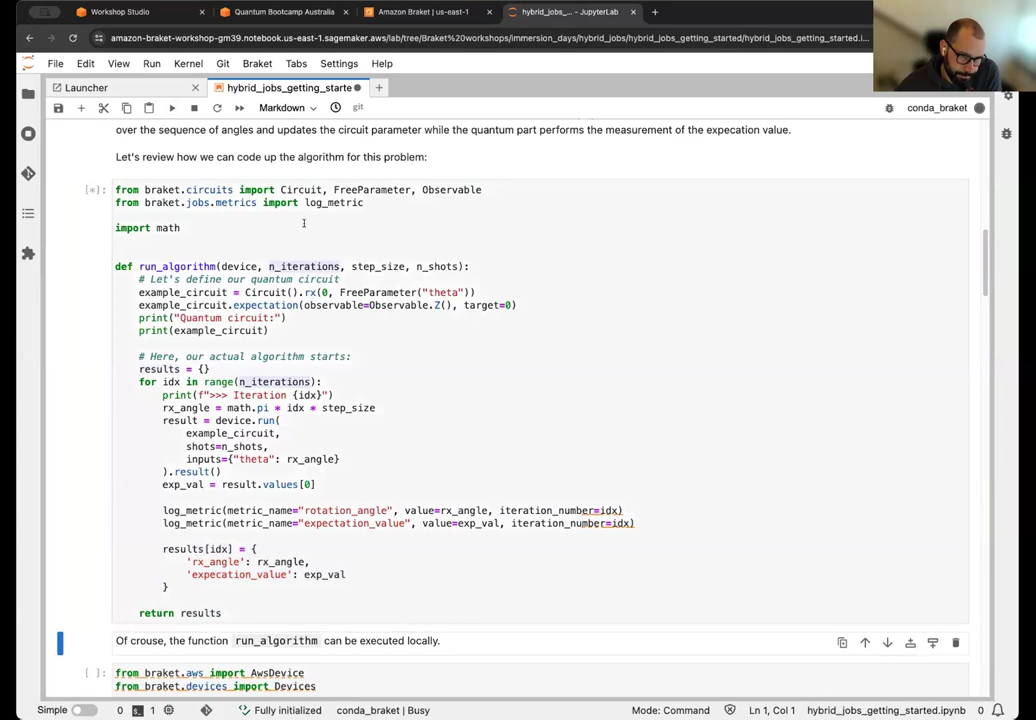 Workshop Studio
Quantum Bootcamp Australia
Amazon Braket | us-east-1
hybrid_jo... - JupyterLab
amazon-braket-workshop-gm39.notebook.us-east-1.sagemaker.aws/lab/tree/Braket%20workshops/immersion_days/hybrid_jobs/hybrid_jobs_getting_started/hybrid_jobs_getting_started.i...
File Edit View Run Kernel Git Braket Tabs Settings Help
Launcher
hybrid_jobs_getting_starte
Markdown
git
conda_braket
over the sequence of angles and updates the circuit parameter while the quantum part performs the measurement of the expecation value.
Let's review how we can code up the algorithm for this problem:
[*]:
from braket.circuits import Circuit, FreeParameter, Observable
from braket.jobs.metrics import log_metric
import math
def run_algorithm(device, n_iterations, step_size, n_shots):
# Let's define our quantum circuit
example_circuit = Circuit().rx(0, FreeParameter("theta"))
example_circuit.expectation(observable=Observable.Z(), target=0)
print("Quantum circuit:")
print(example_circuit)
# Here, our actual algorithm starts:
results = {}
for idx in range(n_iterations):
print(f">>> Iteration {idx}")
rx_angle = math.pi * idx * step_size
result = device.run(
example_circuit,
shots=n_shots,
inputs={"theta": rx_angle}
).result()
exp_val = result.values[0]
log_metric(metric_name="rotation_angle", value=rx_angle, iteration_number=idx)
log_metric(metric_name="expectation_value", value=exp_val, iteration_number=idx)
results[idx] = {
'rx_angle': rx_angle,
'expecation_value': exp_val
}
return results
Of crouse, the function run_algorithm can be executed locally.
[ ]:
from braket.aws import AwsDevice
from braket.devices import Devices
Simple 0 1 Fully initialized conda_braket | Busy Mode: Command Ln 1, Col 1 hybrid_jobs_getting_started.ipynb 0